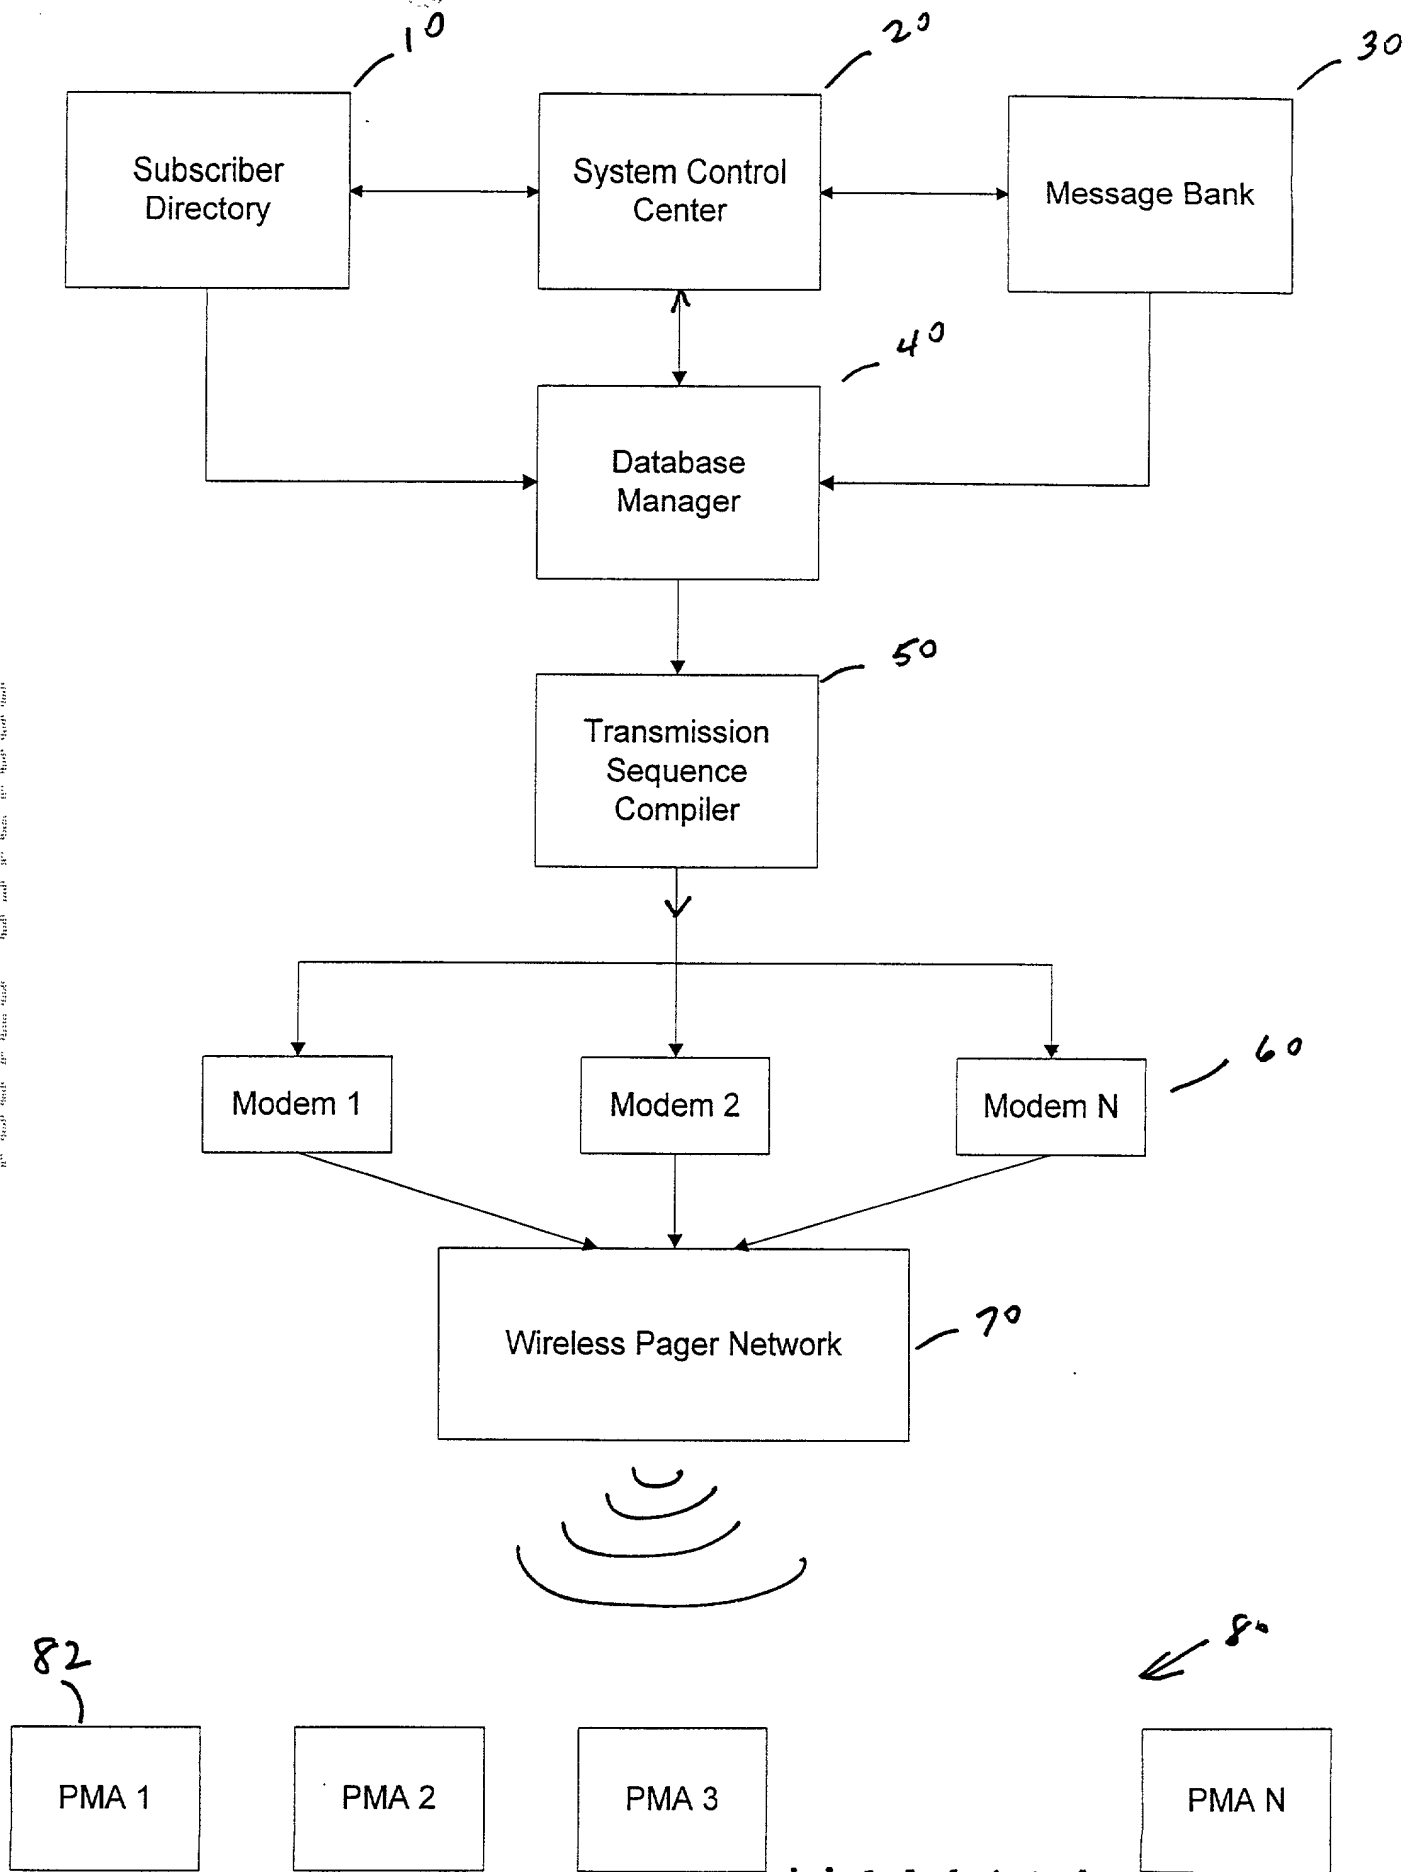 10
20
30
Subscriber
Directory
System Control
Center
Message Bank
40
Database
Manager
50
Transmission
Sequence
Compiler
60
Modem 1
Modem 2
Modem N
70
Wireless Pager Network
80
82
PMA 1
PMA 2
PMA 3
PMA N